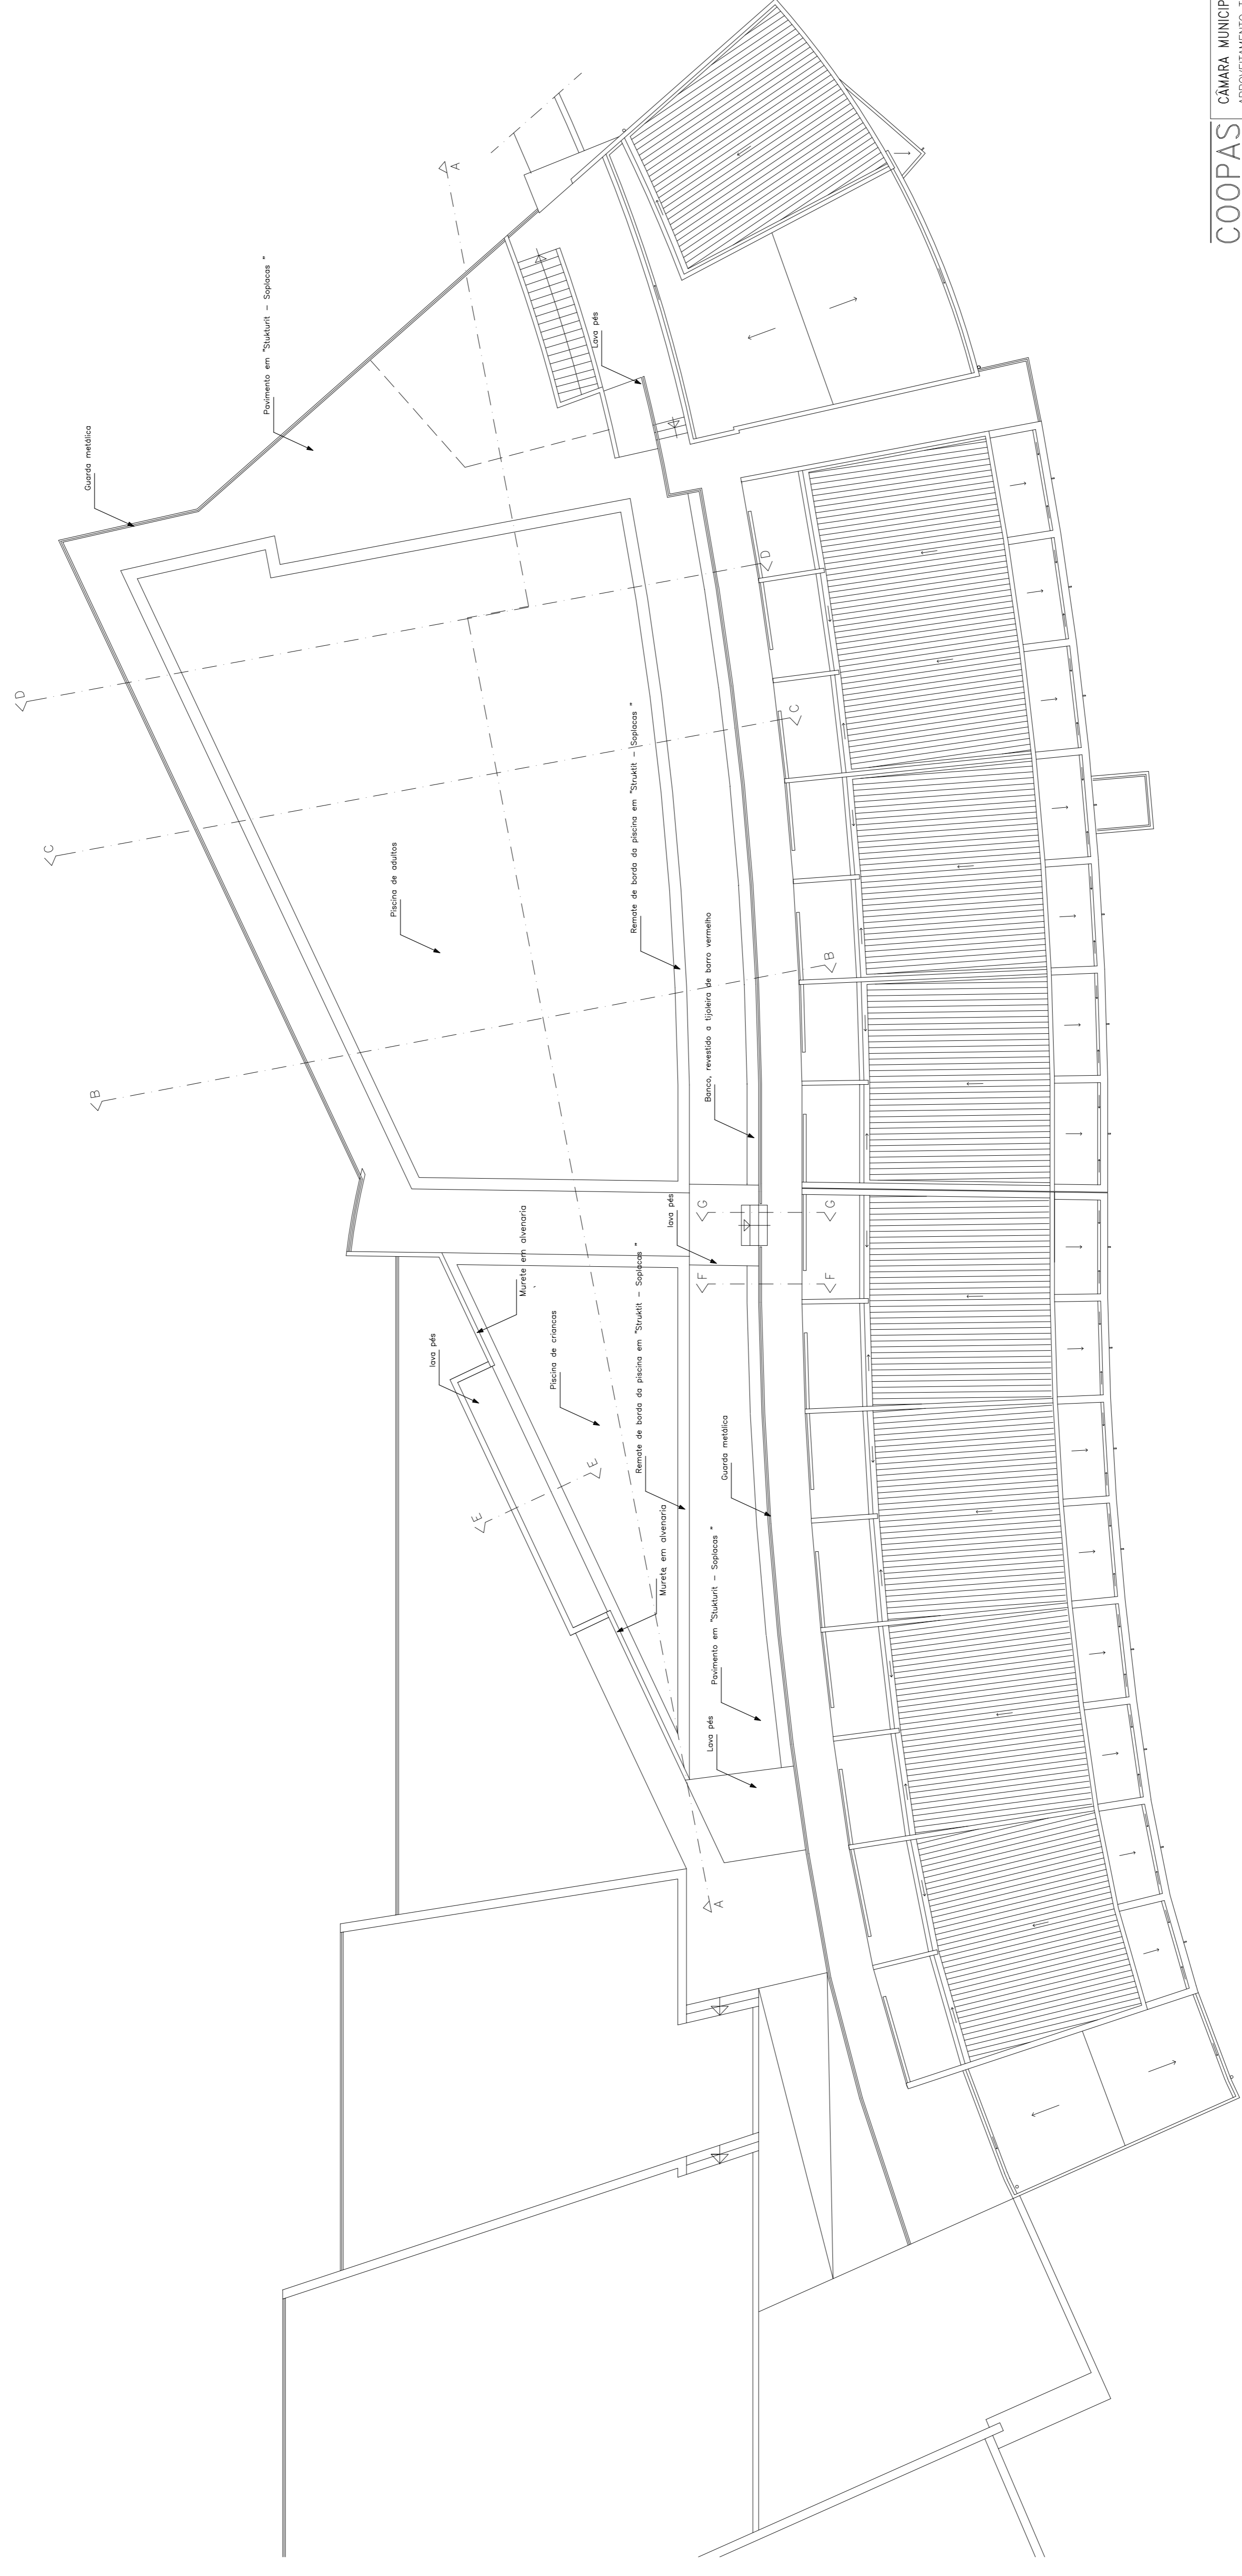 Guarda metálica
Pavimento em "Stukturit - Soplacas "
A
Lava pés
D
D
C
C
Piscina de adultos
Remate de borda da piscina em "Struktit - Soplacas "
B
B
Banco, revestido a tijoleira de barro vermelho
G
G
lava pés
F
F
Murete em alvenaria
lava pés
Piscina de criancas
Remate de borda da piscina em "Struktit - Soplacas "
E
E
Guarda metálica
Murete em alvenaria
Pavimento em "Stukturit - Soplacas "
Lava pés
A
COOPAS
CÂMARA MUNICIP